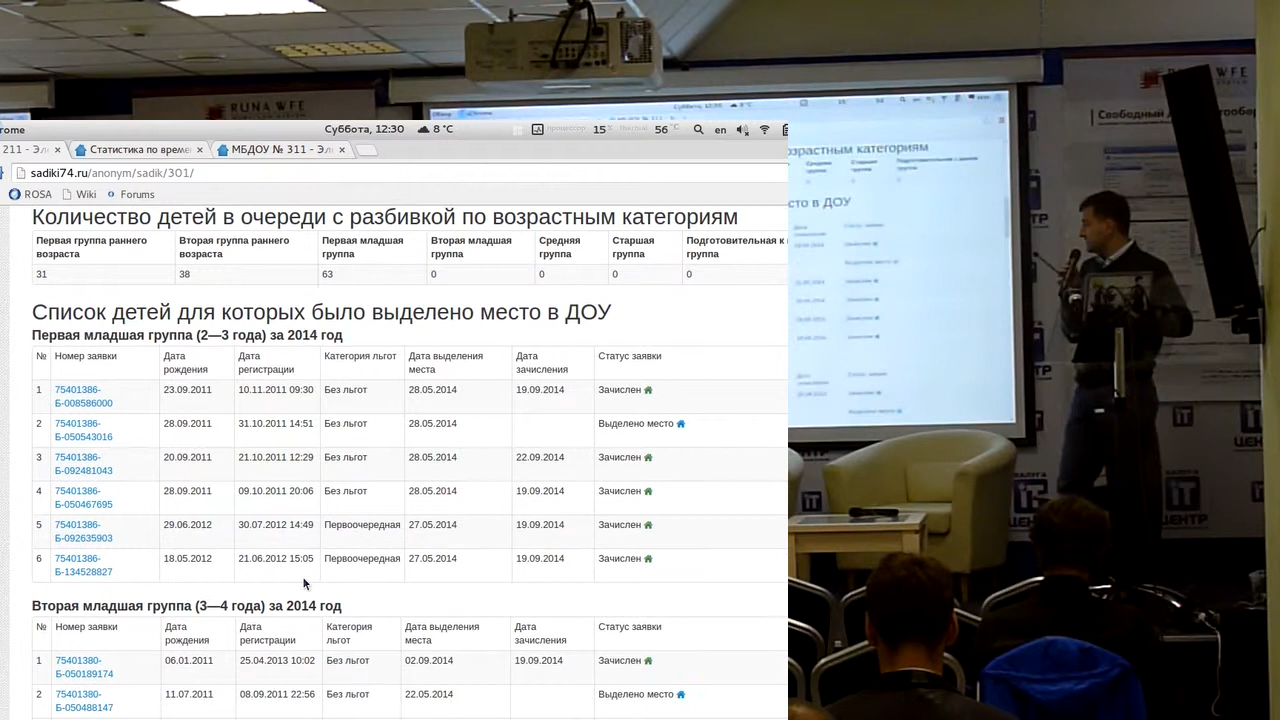 RUNA WFE
rome
Суббота, 12:30
8 °C
процессор 15 %
thermal 56 °C
en
211 - Эл
×
Статистика по време
×
МБДОУ № 311 - Эл
×
sadiki74.ru/anonym/sadik/301/
ROSA
Wiki
Forums
Количество детей в очереди с разбивкой по возрастным категориям
Первая группа раннего возраста
Вторая группа раннего возраста
Первая младшая группа
Вторая младшая группа
Средняя группа
Старшая группа
Подготовительная к
группа
31 38 63 0 0 0 0
Список детей для которых было выделено место в ДОУ
Первая младшая группа (2—3 года) за 2014 год
№ Номер заявки Дата рождения Дата регистрации Категория льгот Дата выделения места Дата зачисления Статус заявки
1 75401386-Б-008586000 23.09.2011 10.11.2011 09:30 Без льгот 28.05.2014 19.09.2014 Зачислен
2 75401386-Б-050543016 28.09.2011 31.10.2011 14:51 Без льгот 28.05.2014 Выделено место
3 75401386-Б-092481043 20.09.2011 21.10.2011 12:29 Без льгот 28.05.2014 22.09.2014 Зачислен
4 75401386-Б-050467695 28.09.2011 09.10.2011 20:06 Без льгот 28.05.2014 19.09.2014 Зачислен
5 75401386-Б-092635903 29.06.2012 30.07.2012 14:49 Первоочередная 27.05.2014 19.09.2014 Зачислен
6 75401386-Б-134528827 18.05.2012 21.06.2012 15:05 Первоочередная 27.05.2014 19.09.2014 Зачислен
Вторая младшая группа (3—4 года) за 2014 год
№ Номер заявки Дата рождения Дата регистрации Категория льгот Дата выделения места Дата зачисления Статус заявки
1 75401380-Б-050189174 06.01.2011 25.04.2013 10:02 Без льгот 02.09.2014 19.09.2014 Зачислен
2 75401380-Б-050488147 11.07.2011 08.09.2011 22:56 Без льгот 22.05.2014 Выделено место
Суббота, 12:30
озрастным категориям
сто в ДОУ
WFE
Свободный
КАЛУГА
iT
ЦЕНТР